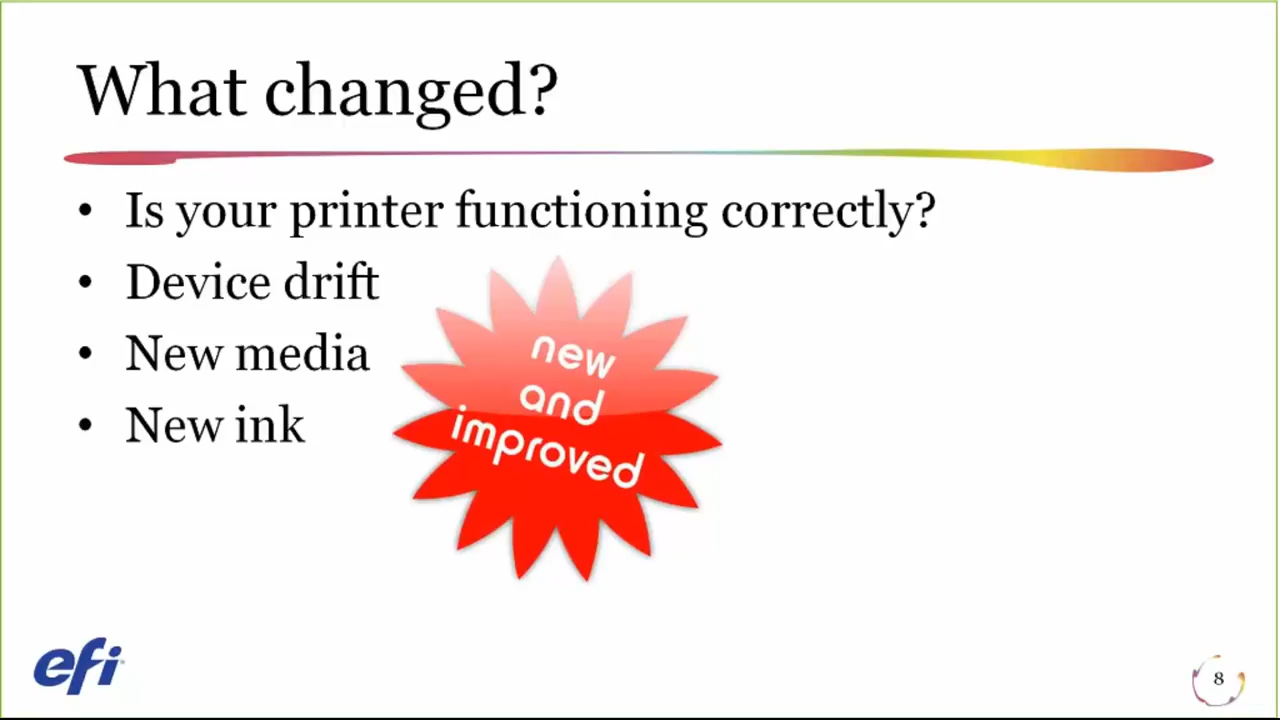 What changed?
• Is your printer functioning correctly?
• Device drift
• New media
• New ink
new
and
improved
efi
8